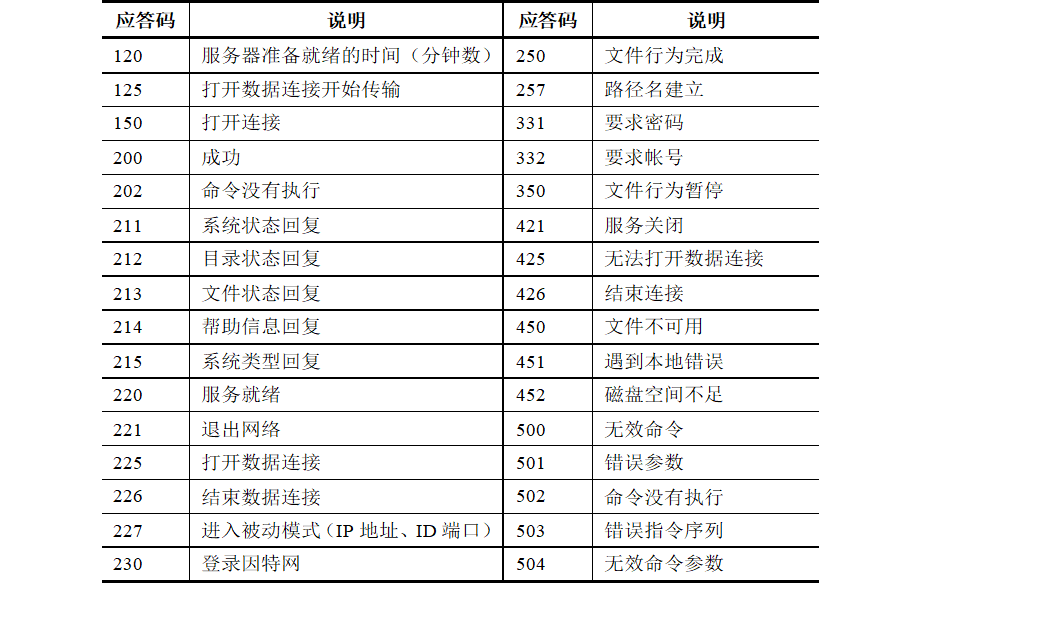 应答码 说明 应答码 说明
120 服务器准备就绪的时间（分钟数） 250 文件行为完成
125 打开数据连接开始传输 257 路径名建立
150 打开连接 331 要求密码
200 成功 332 要求帐号
202 命令没有执行 350 文件行为暂停
211 系统状态回复 421 服务关闭
212 目录状态回复 425 无法打开数据连接
213 文件状态回复 426 结束连接
214 帮助信息回复 450 文件不可用
215 系统类型回复 451 遇到本地错误
220 服务就绪 452 磁盘空间不足
221 退出网络 500 无效命令
225 打开数据连接 501 错误参数
226 结束数据连接 502 命令没有执行
227 进入被动模式（IP 地址、ID 端口） 503 错误指令序列
230 登录因特网 504 无效命令参数